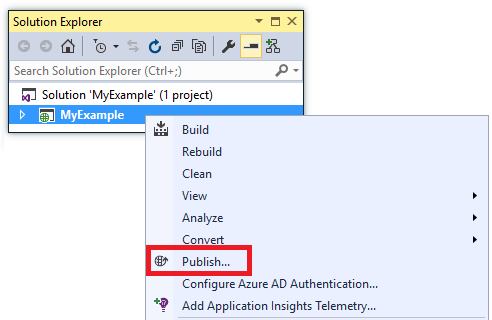 Solution Explorer
Search Solution Explorer (Ctrl+;)
Solution 'MyExample' (1 project)
MyExample
Build
Rebuild
Clean
View
Analyze
Convert
Publish...
Configure Azure AD Authentication...
Add Application Insights Telemetry...